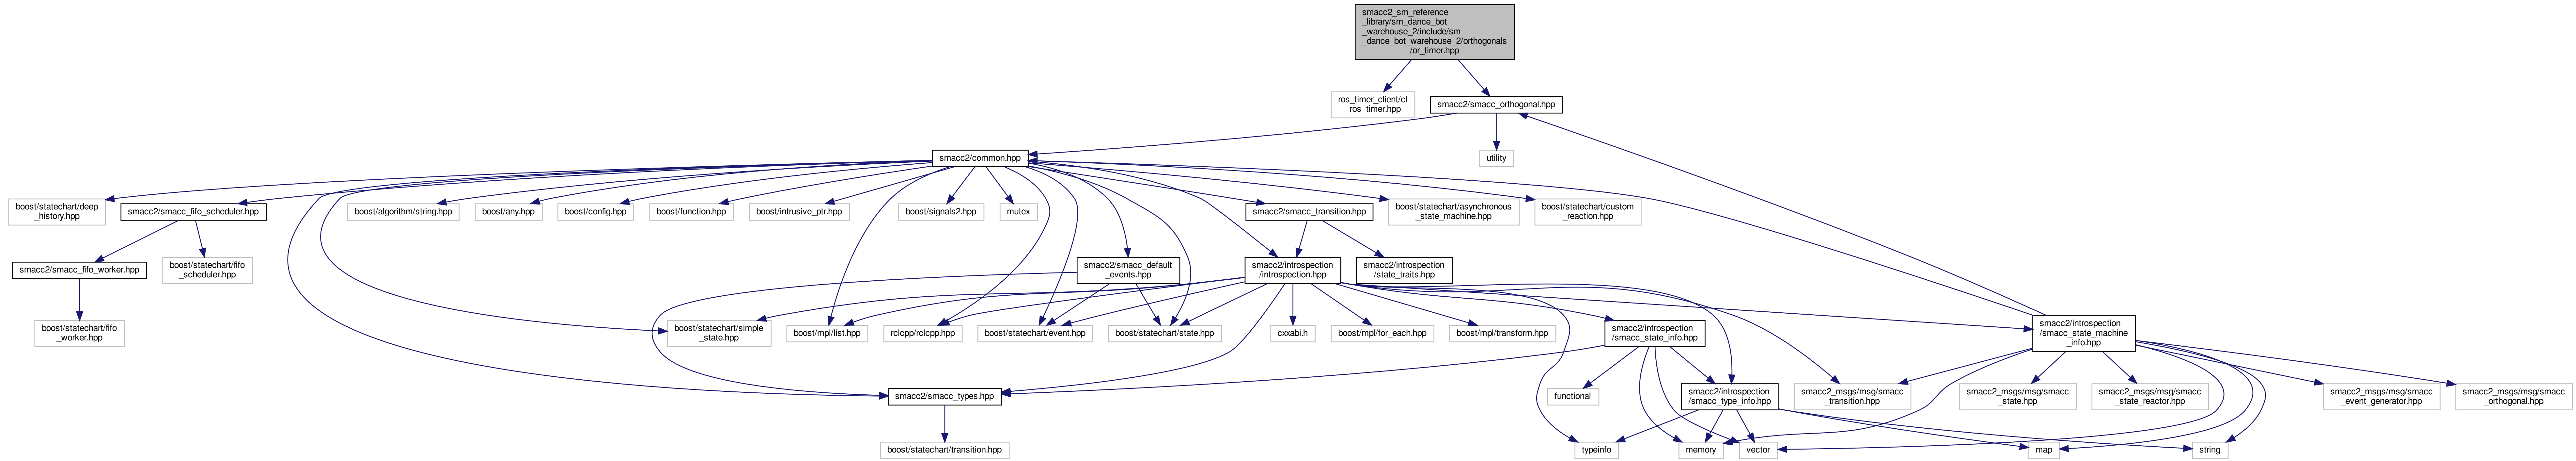 smacc2_sm_reference
_library/sm_dance_bot
_warehouse_2/include/sm
_dance_bot_warehouse_2/orthogonals
/or_timer.hpp
ros_timer_client/cl
_ros_timer.hpp
smacc2/smacc_orthogonal.hpp
smacc2/common.hpp
utility
boost/statechart/deep
_history.hpp
smacc2/smacc_fifo_scheduler.hpp
boost/algorithm/string.hpp
boost/any.hpp
boost/config.hpp
boost/function.hpp
boost/intrusive_ptr.hpp
boost/signals2.hpp
mutex
smacc2/smacc_transition.hpp
boost/statechart/asynchronous
_state_machine.hpp
boost/statechart/custom
_reaction.hpp
smacc2/smacc_fifo_worker.hpp
boost/statechart/fifo
_scheduler.hpp
smacc2/smacc_default
_events.hpp
smacc2/introspection
/introspection.hpp
smacc2/introspection
/state_traits.hpp
boost/statechart/fifo
_worker.hpp
boost/statechart/simple
_state.hpp
boost/mpl/list.hpp
rclcpp/rclcpp.hpp
boost/statechart/event.hpp
boost/statechart/state.hpp
cxxabi.h
boost/mpl/for_each.hpp
boost/mpl/transform.hpp
smacc2/introspection
/smacc_state_info.hpp
smacc2/introspection
/smacc_state_machine
_info.hpp
smacc2/smacc_types.hpp
functional
smacc2/introspection
/smacc_type_info.hpp
smacc2_msgs/msg/smacc
_transition.hpp
smacc2_msgs/msg/smacc
_state.hpp
smacc2_msgs/msg/smacc
_state_reactor.hpp
smacc2_msgs/msg/smacc
_event_generator.hpp
smacc2_msgs/msg/smacc
_orthogonal.hpp
boost/statechart/transition.hpp
typeinfo
memory
vector
map
string